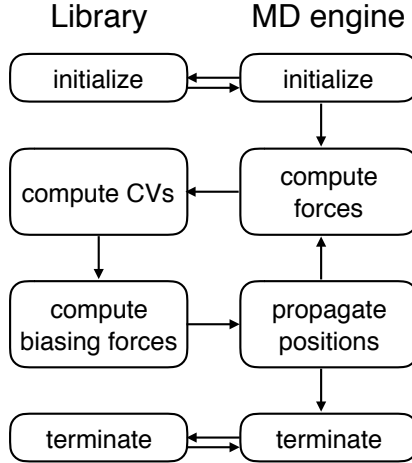 Library
MD engine
initialize
initialize
compute CVs
compute
forces
compute
biasing forces
propagate
positions
terminate
terminate